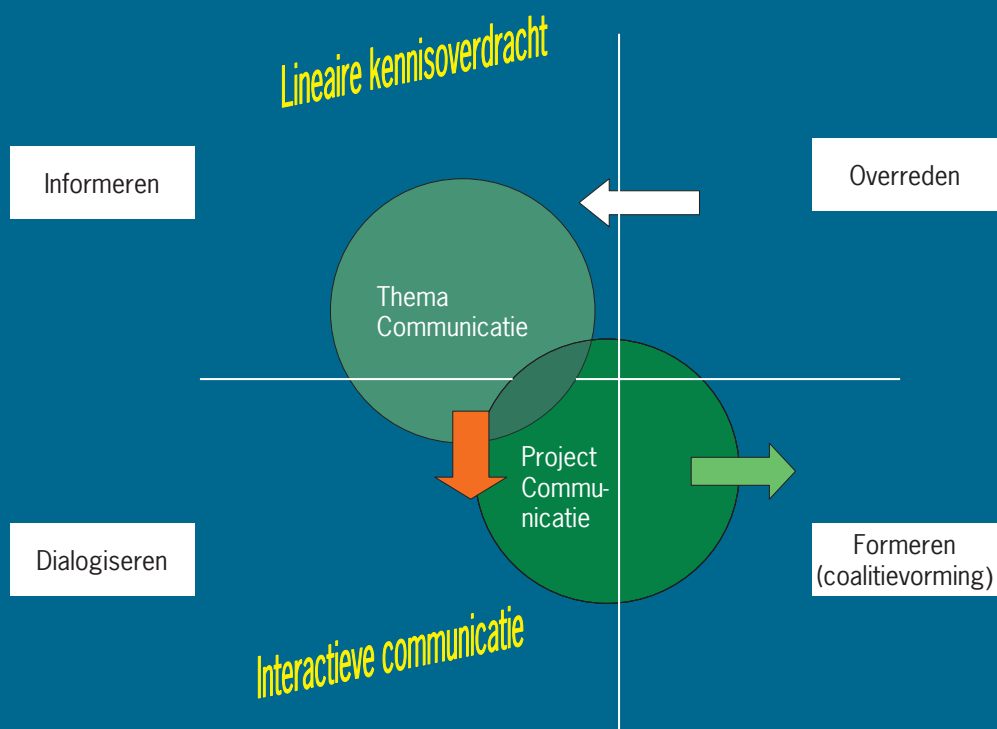 Lineaire kennisoverdracht
Informeren
Overreden
Thema
Communicatie
Project
Commu-
nicatie
Dialogiseren
Formeren
(coalitievorming)
Interactieve communicatie